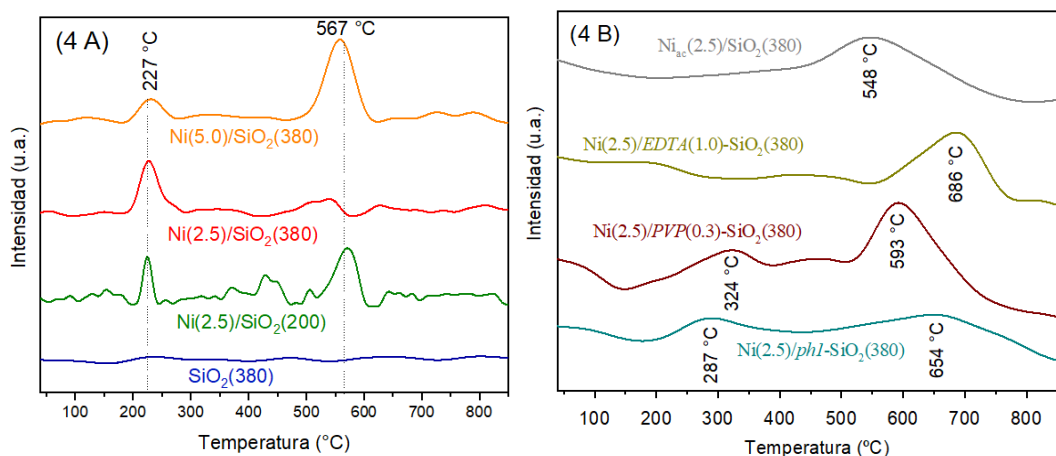 (4 A)
227 °C
567 °C
Ni(5.0)/SiO₂(380)
Ni(2.5)/SiO₂(380)
Ni(2.5)/SiO₂(200)
SiO₂(380)
Intensidad (u.a.)
100 200 300 400 500 600 700 800
Temperatura (°C)
(4 B)
Niac(2.5)/SiO₂(380)
548 °C
Ni(2.5)/EDTA(1.0)-SiO₂(380)
686 °C
Ni(2.5)/PVP(0.3)-SiO₂(380)
324 °C
593 °C
Ni(2.5)/ph1-SiO₂(380)
287 °C
654 °C
Intensidad (u.a.)
100 200 300 400 500 600 700 800
Temperatura (ºC)